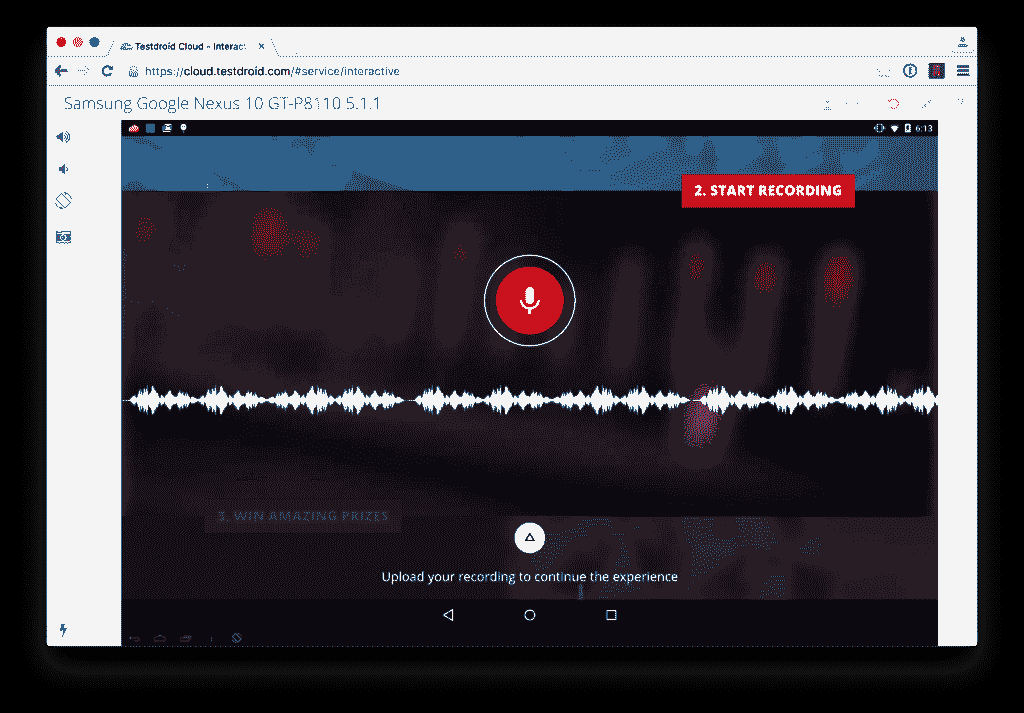 Testdroid Cloud - Interact
https://cloud.testdroid.com/#service/interactive
Samsung Google Nexus 10 GT-P8110 5.1.1
6:13
2. START RECORDING
3. WIN AMAZING PRIZES
Upload your recording to continue the experience